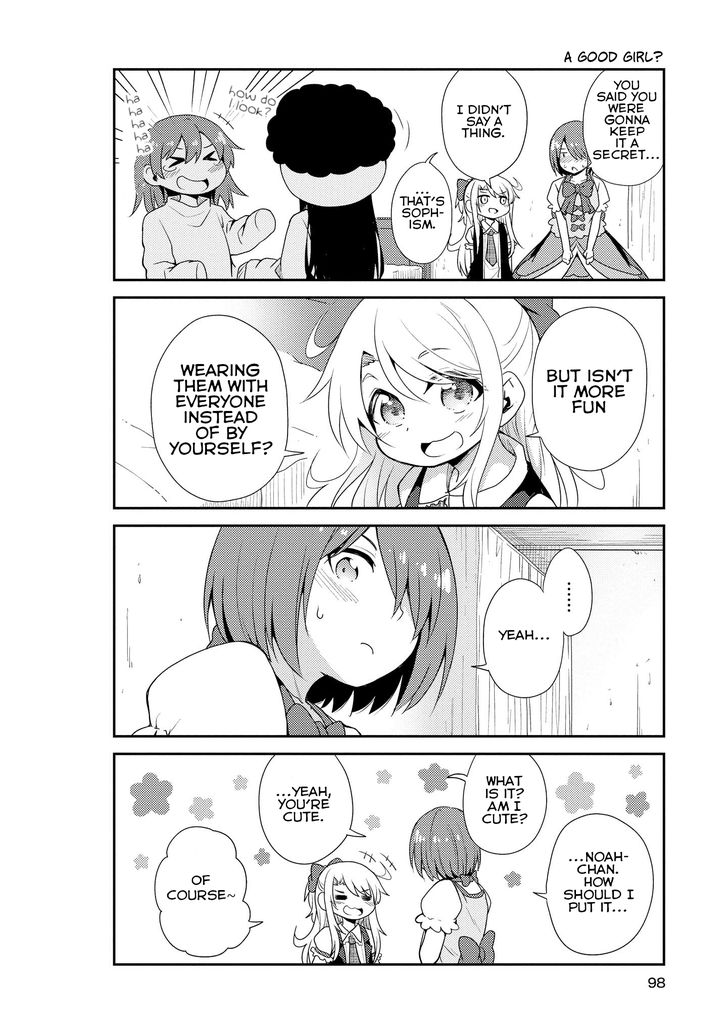 A GOOD GIRL?
YOU
SAID YOU
WERE
GONNA
KEEP
IT A
SECRET...
I DIDN'T
SAY A
THING.
...
THAT'S
SOPH-
ISM.
how do
I look?
ha
ha
ha
ha
ha
BUT ISN'T
IT MORE
FUN
WEARING
THEM WITH
EVERYONE
INSTEAD
OF BY
YOURSELF?
......
YEAH...
...NOAH-
CHAN.
HOW
SHOULD I
PUT IT...
WHAT
IS IT?
AM I
CUTE?
...YEAH,
YOU'RE
CUTE.
OF
COURSE~
98